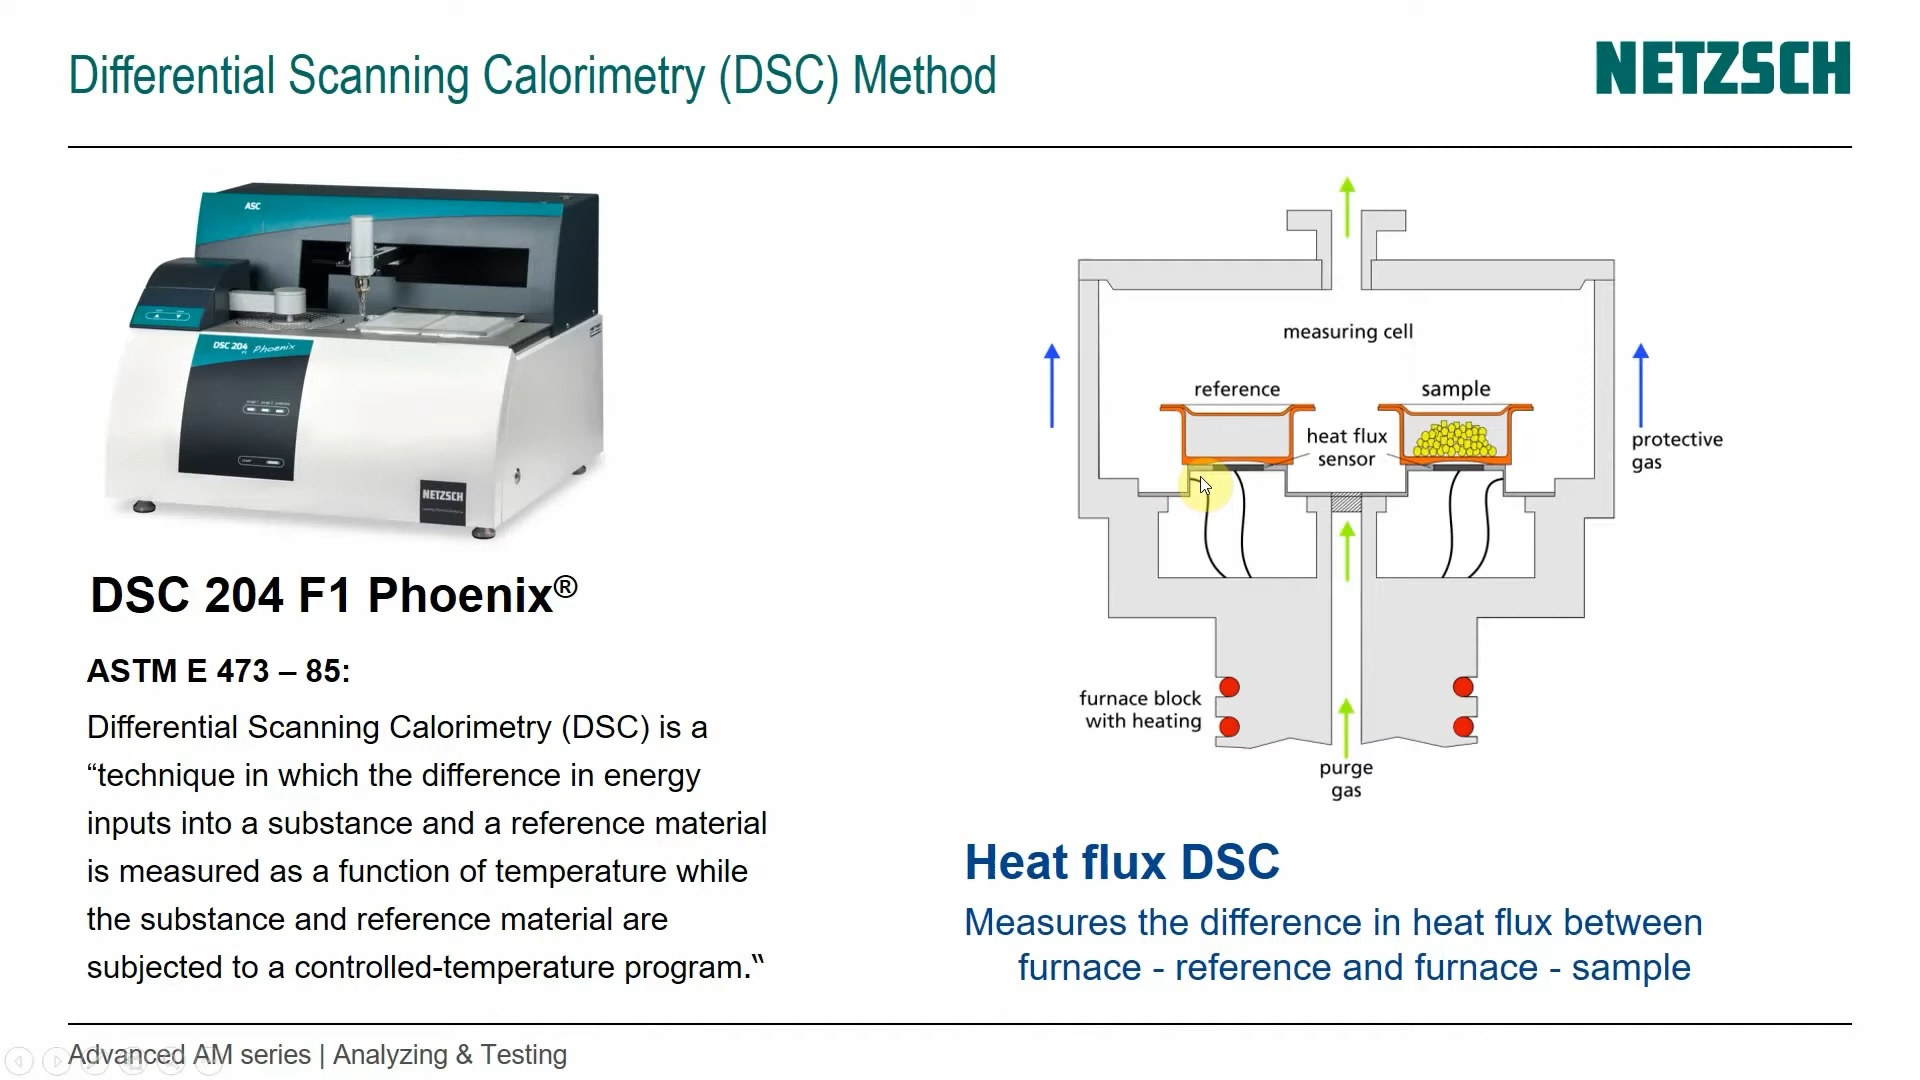 Differential Scanning Calorimetry (DSC) Method
NETZSCH
ASC
DSC 204
F1
Phoenix
NETZSCH
DSC 204 F1 Phoenix®
ASTM E 473 – 85:
Differential Scanning Calorimetry (DSC) is a
“technique in which the difference in energy
inputs into a substance and a reference material
is measured as a function of temperature while
the substance and reference material are
subjected to a controlled-temperature program.‟
measuring cell
reference
sample
heat flux
sensor
protective
gas
furnace block
with heating
purge
gas
Heat flux DSC
Measures the difference in heat flux between
furnace - reference and furnace - sample
Advanced AM series | Analyzing & Testing